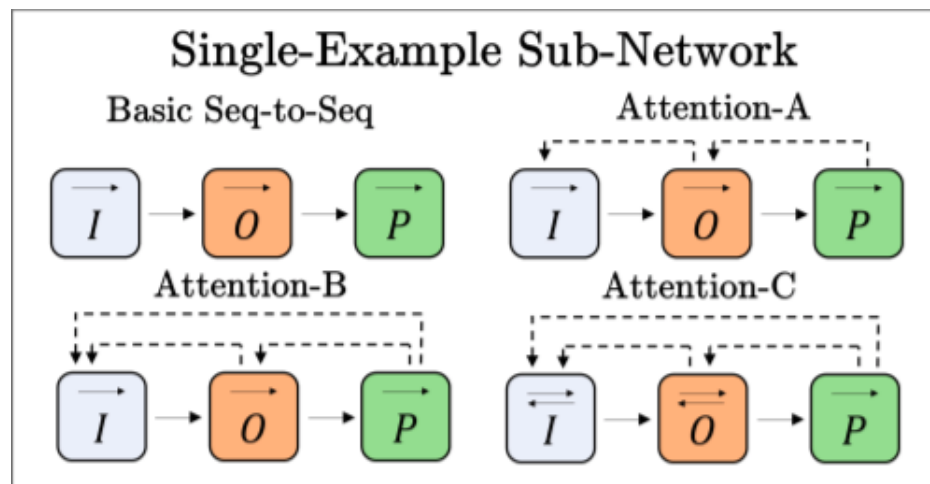 Single-Example Sub-Network
Basic Seq-to-Seq
Attention-A
I O P
I O P
Attention-B
Attention-C
I O P
I O P